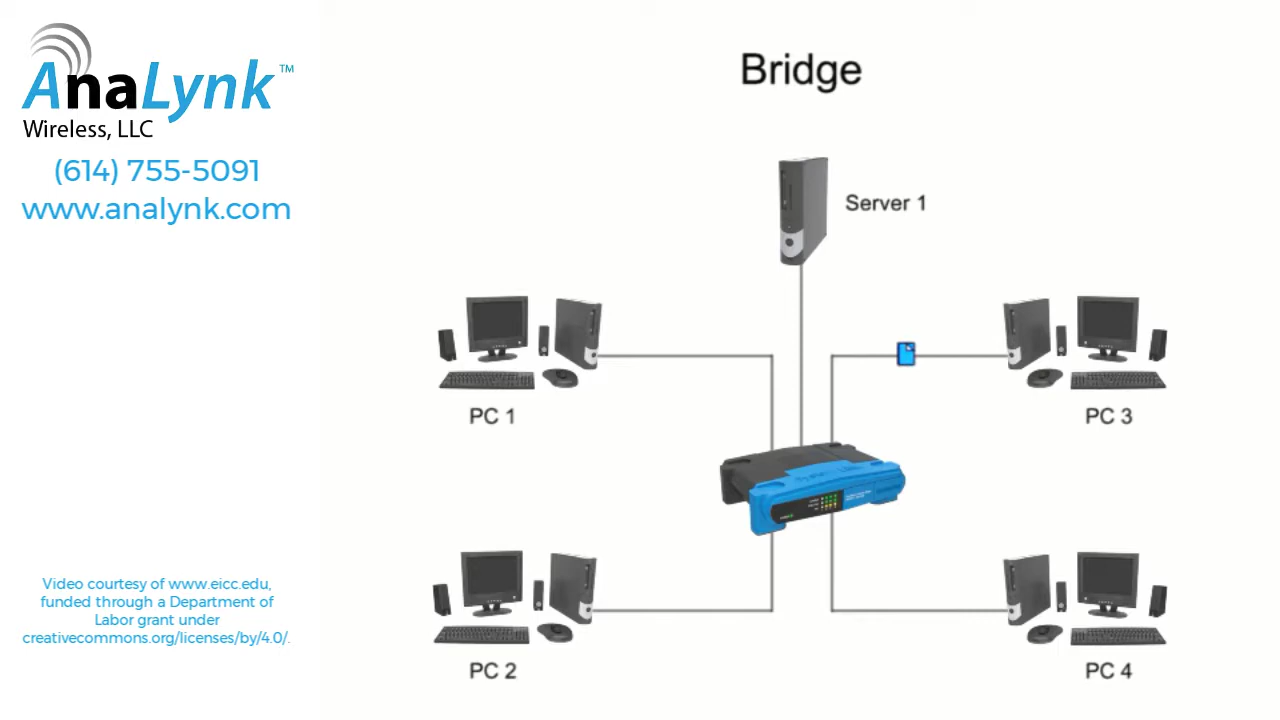 AnaLynk™
Wireless, LLC
(614) 755-5091
www.analynk.com
Bridge
Server 1
PC 1
PC 3
PC 2
PC 4
Video courtesy of www.eicc.edu,
funded through a Department of
Labor grant under
creativecommons.org/licenses/by/4.0/.